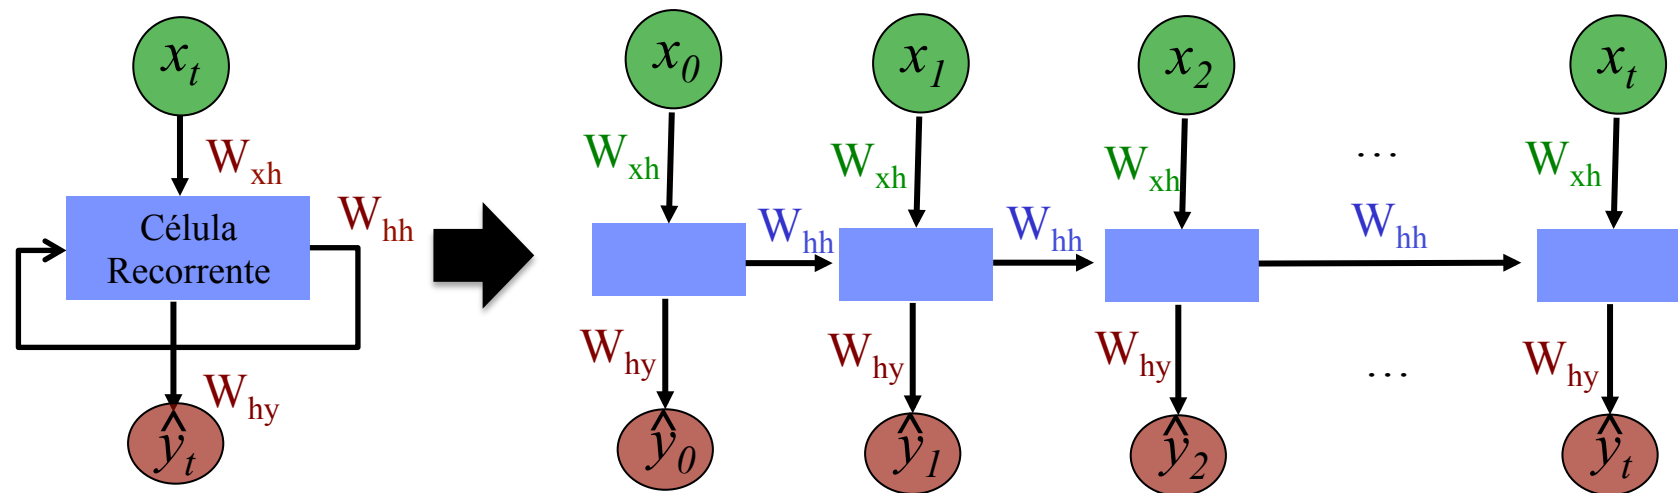 x_t
W_xh
W_hh
Célula
Recorrente
W_hy
ŷ_t
x_0 x_1 x_2 x_t
W_xh W_xh W_xh ... W_xh
W_hh W_hh W_hh
W_hy W_hy W_hy ... W_hy
ŷ_0 ŷ_1 ŷ_2 ŷ_t